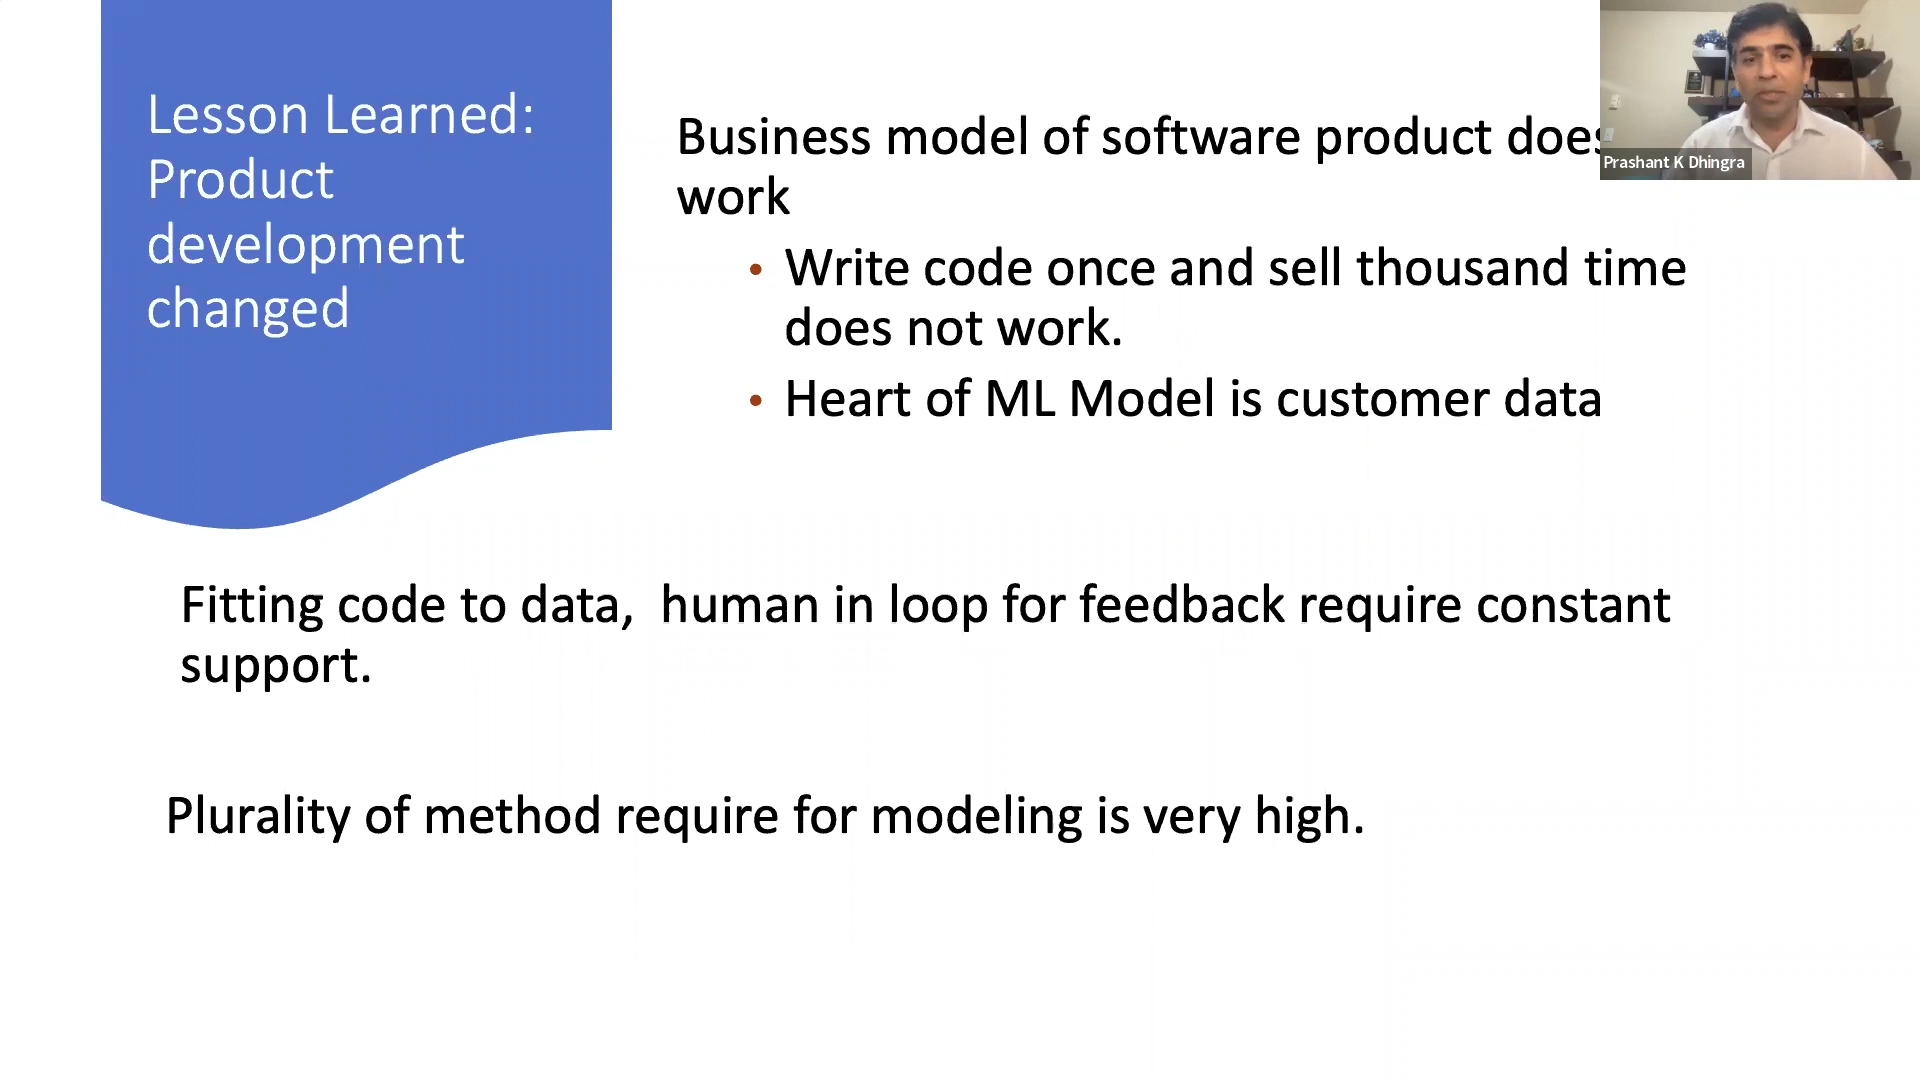 Lesson Learned:
Product
development
changed
Business model of software product does
work
• Write code once and sell thousand time
does not work.
• Heart of ML Model is customer data
Fitting code to data, human in loop for feedback require constant
support.
Plurality of method require for modeling is very high.
Prashant K Dhingra